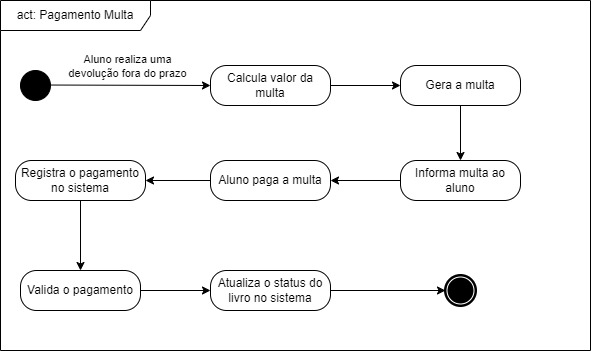 act: Pagamento Multa
Aluno realiza uma
devolução fora do prazo
Calcula valor da
multa
Gera a multa
Informa multa ao
aluno
Aluno paga a multa
Registra o pagamento
no sistema
Valida o pagamento
Atualiza o status do
livro no sistema